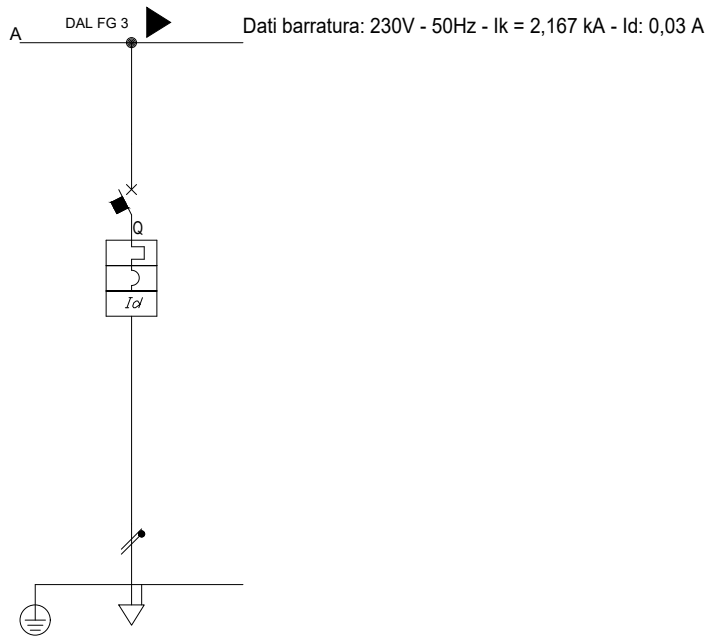 DAL FG 3
Dati barratura: 230V - 50Hz - Ik = 2,167 kA - Id: 0,03 A
A
Q
Id